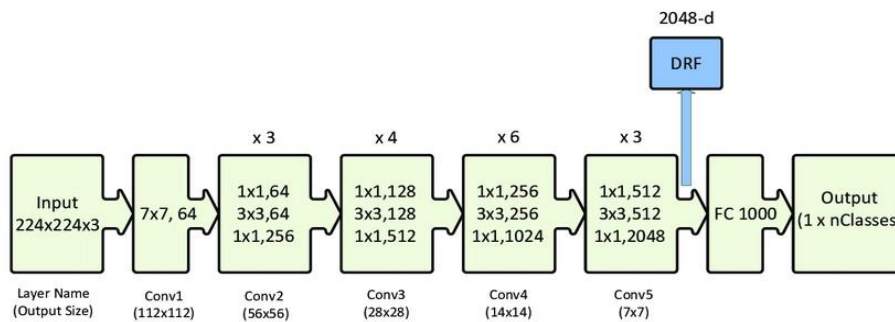 2048-d
DRF
x 3
x 4
x 6
x 3
Input
224x224x3
7x7, 64
1x1,64
3x3,64
1x1,256
1x1,128
3x3,128
1x1,512
1x1,256
3x3,256
1x1,1024
1x1,512
3x3,512
1x1,2048
FC 1000
Output
(1 x nClasses
Layer Name
(Output Size)
Conv1
(112x112)
Conv2
(56x56)
Conv3
(28x28)
Conv4
(14x14)
Conv5
(7x7)